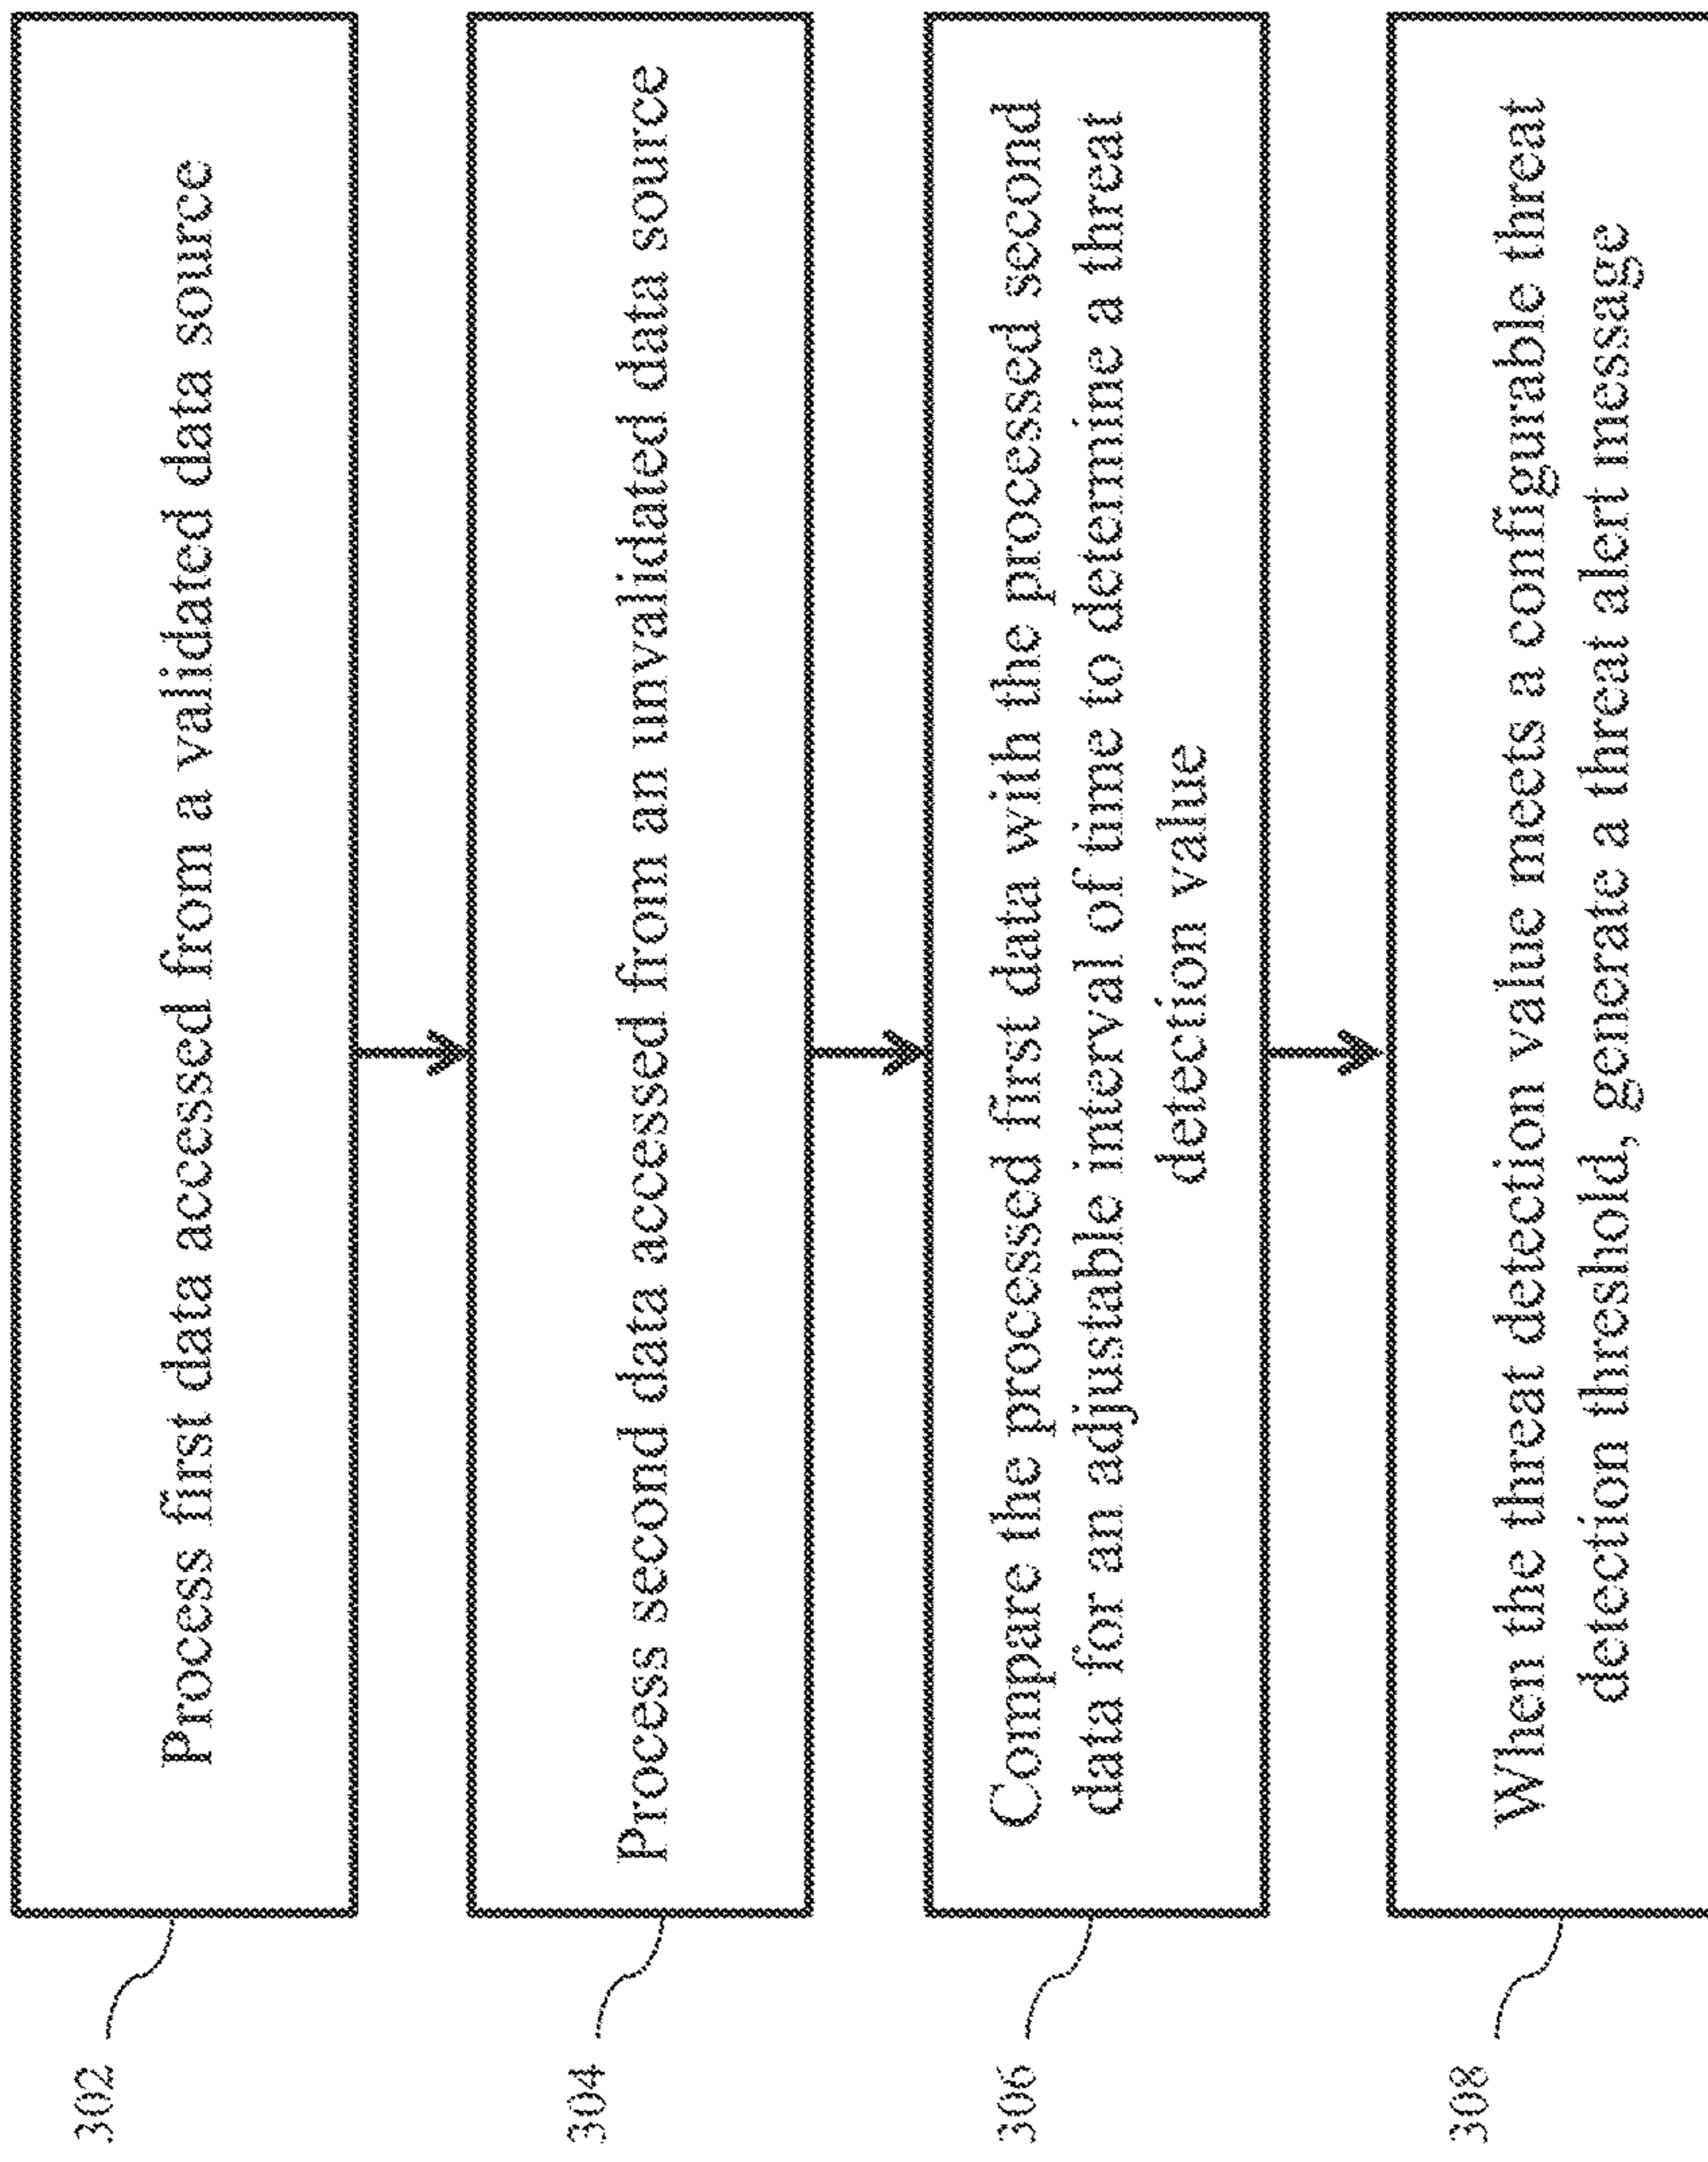 302
Process first data accessed from a validated data source
304
Process second data accessed from an unvalidated data source
306
Compare the processed first data with the processed second
data for an adjustable interval of time to determine a threat
detection value
308
When the threat detection value meets a configurable threat
detection threshold, generate a threat alert message